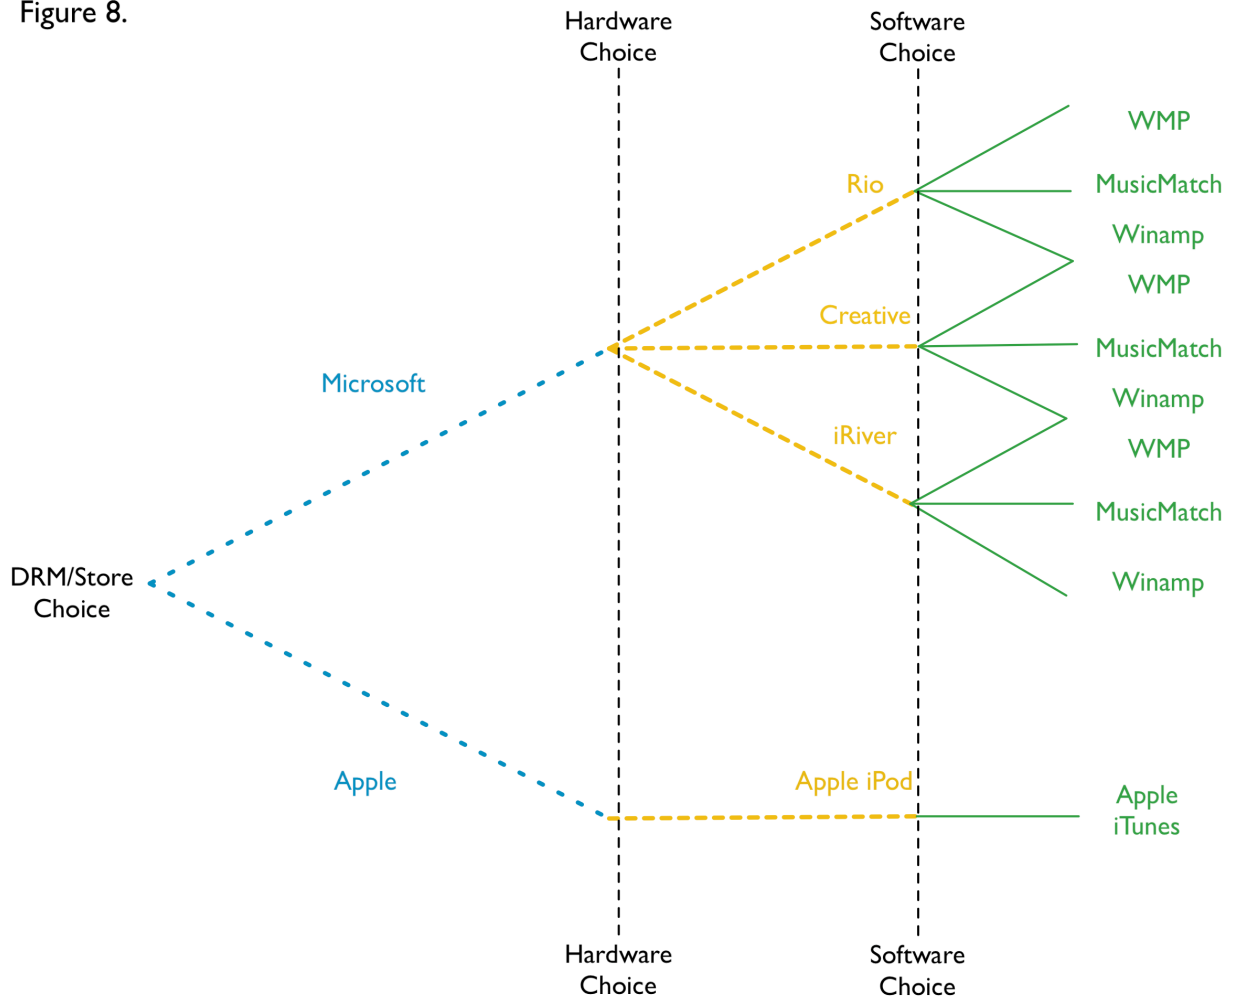 Figure 8.
Hardware
Choice
Software
Choice
WMP
Rio
MusicMatch
Winamp
WMP
Creative
MusicMatch
Microsoft
Winamp
iRiver
WMP
MusicMatch
DRM/Store
Choice
Winamp
Apple
Apple iPod
Apple
iTunes
Hardware
Choice
Software
Choice